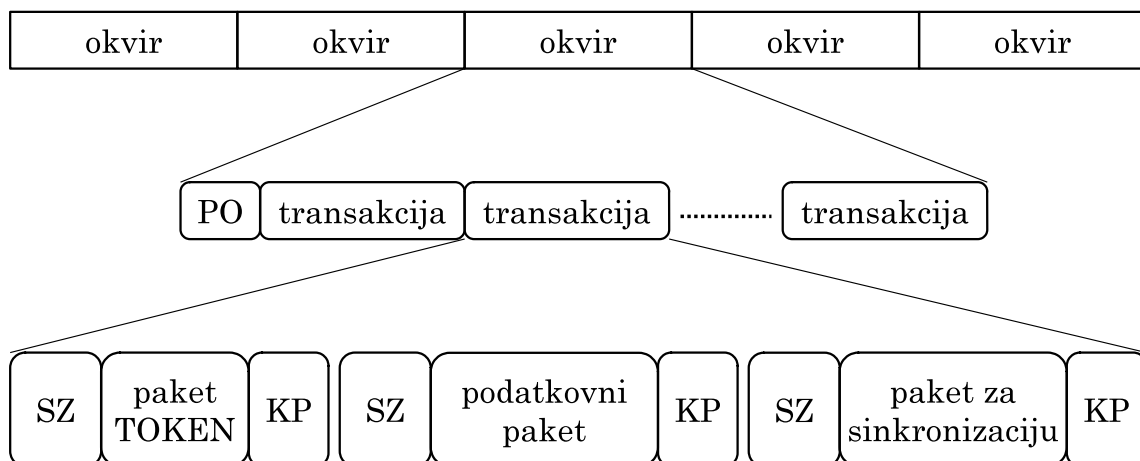 okvir okvir okvir okvir okvir
PO transakcija transakcija transakcija
SZ paket TOKEN KP SZ podatkovni paket KP SZ paket za sinkronizaciju KP